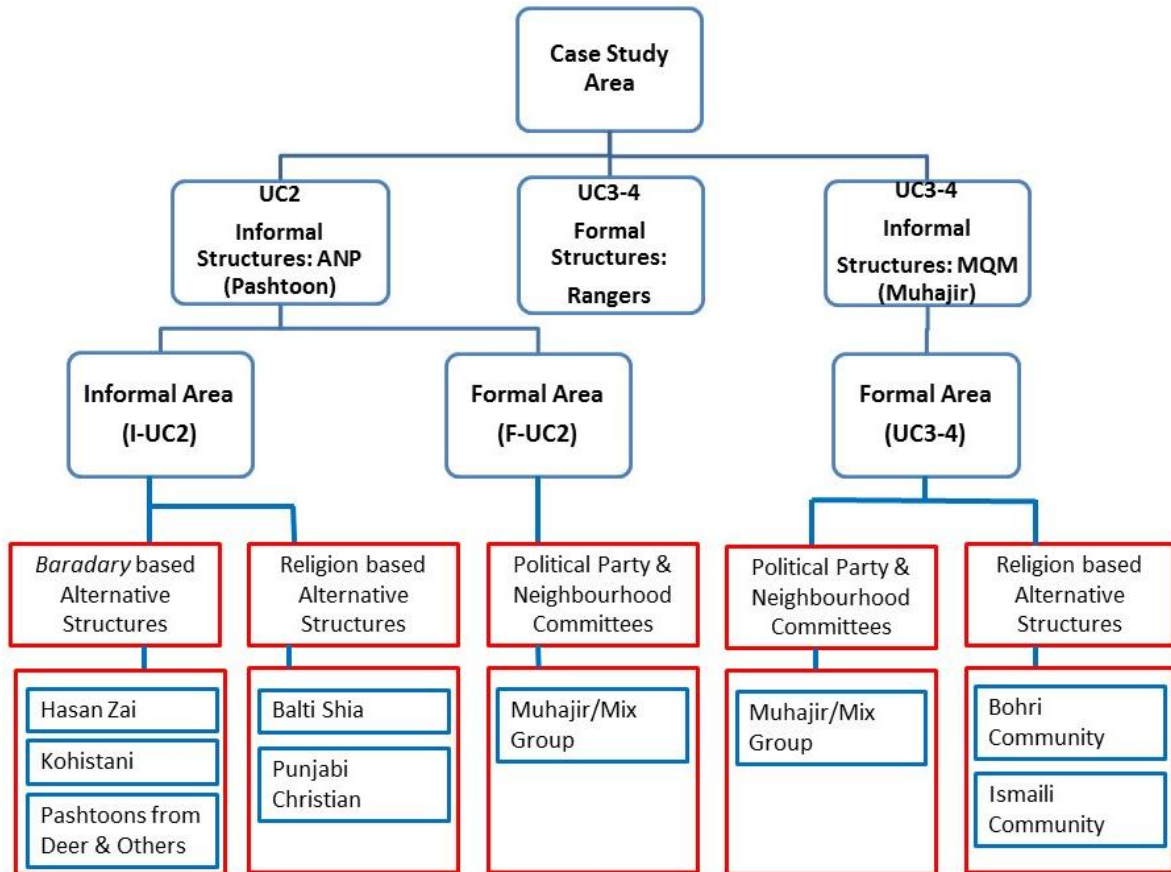 Case Study
Area
UC2
Informal
Structures: ANP
(Pashtoon)
UC3-4
Formal
Structures:
Rangers
UC3-4
Informal
Structures: MQM
(Muhajir)
Informal Area
(I-UC2)
Formal Area
(F-UC2)
Formal Area
(UC3-4)
Baradary based
Alternative
Structures
Religion based
Alternative
Structures
Political Party &
Neighbourhood
Committees
Political Party &
Neighbourhood
Committees
Religion based
Alternative
Structures
Hasan Zai
Kohistani
Pashtoons from
Deer & Others
Balti Shia
Punjabi
Christian
Muhajir/Mix
Group
Muhajir/Mix
Group
Bohri
Community
Ismaili
Community